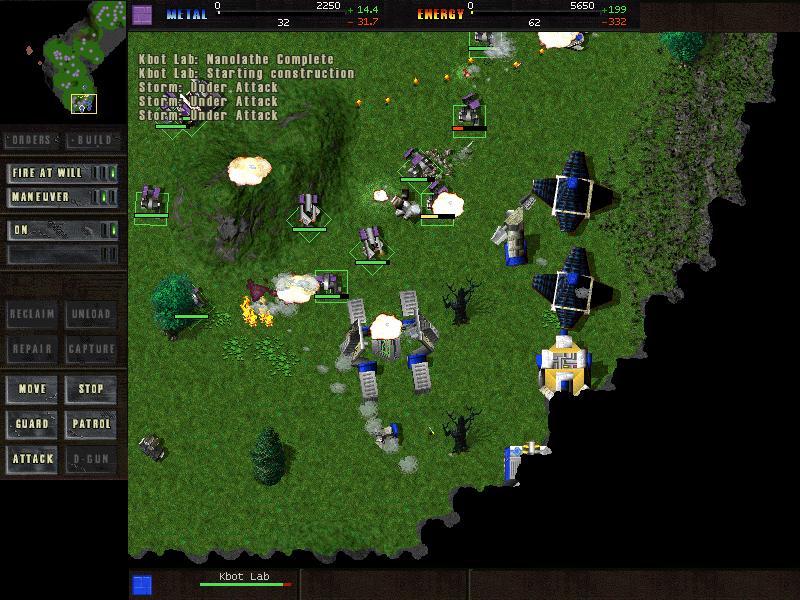 METAL 0 2250 + 14.4 ENERGY 0 5650 +199
32 - 31.7 62 -332
Kbot Lab: Nanolathe Complete
Kbot Lab: Starting construction
Storm: Under Attack
Storm: Under Attack
Storm: Under Attack
ORDERS BUILD
FIRE AT WILL
MANEUVER
ON
RECLAIM UNLOAD
REPAIR CAPTURE
MOVE STOP
GUARD PATROL
ATTACK D-GUN
Kbot Lab